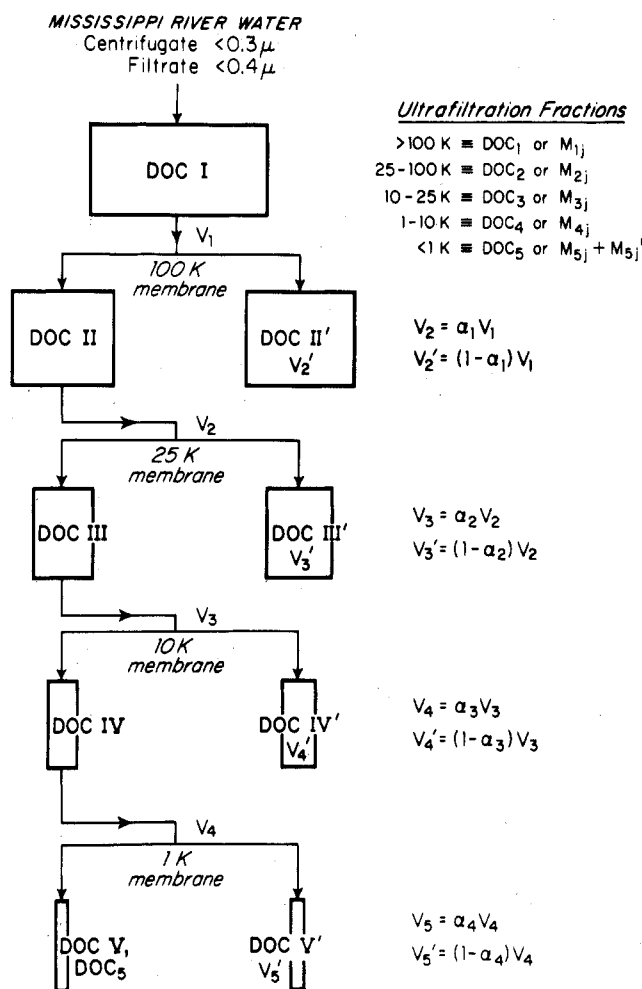 MISSISSIPPI RIVER WATER
Centrifugate <0.3μ
Filtrate <0.4μ
DOC I
Ultrafiltration Fractions
>100 K ≡ DOC₁ or M₁ⱼ
25-100 K ≡ DOC₂ or M₂ⱼ
10-25 K ≡ DOC₃ or M₃ⱼ
1-10 K ≡ DOC₄ or M₄ⱼ
<1 K ≡ DOC₅ or M₅ⱼ + M₅ⱼ'
V₁
100 K
membrane
DOC II
DOC II'
V₂'
V₂ = α₁V₁
V₂' = (1-α₁)V₁
V₂
25 K
membrane
DOC III
DOC III'
V₃'
V₃ = α₂V₂
V₃' = (1-α₂)V₂
V₃
10K
membrane
DOC IV
DOC IV'
V₄'
V₄ = α₃V₃
V₄' = (1-α₃)V₃
V₄
1 K
membrane
DOC V,
DOC₅
DOC V'
V₅'
V₅ = α₄V₄
V₅' = (1-α₄)V₄